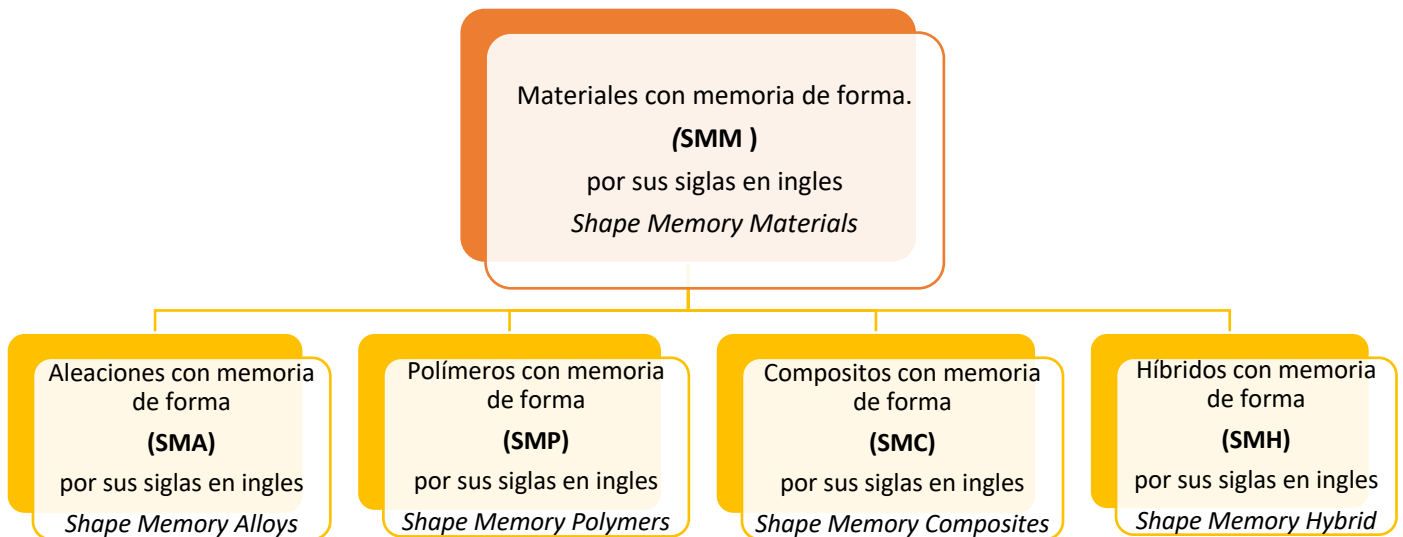 Materiales con memoria de forma.
(SMM )
por sus siglas en ingles
Shape Memory Materials
Aleaciones con memoria
de forma
(SMA)
por sus siglas en ingles
Shape Memory Alloys
Polímeros con memoria
de forma
(SMP)
por sus siglas en ingles
Shape Memory Polymers
Compositos con memoria
de forma
(SMC)
por sus siglas en ingles
Shape Memory Composites
Híbridos con memoria
de forma
(SMH)
por sus siglas en ingles
Shape Memory Hybrid